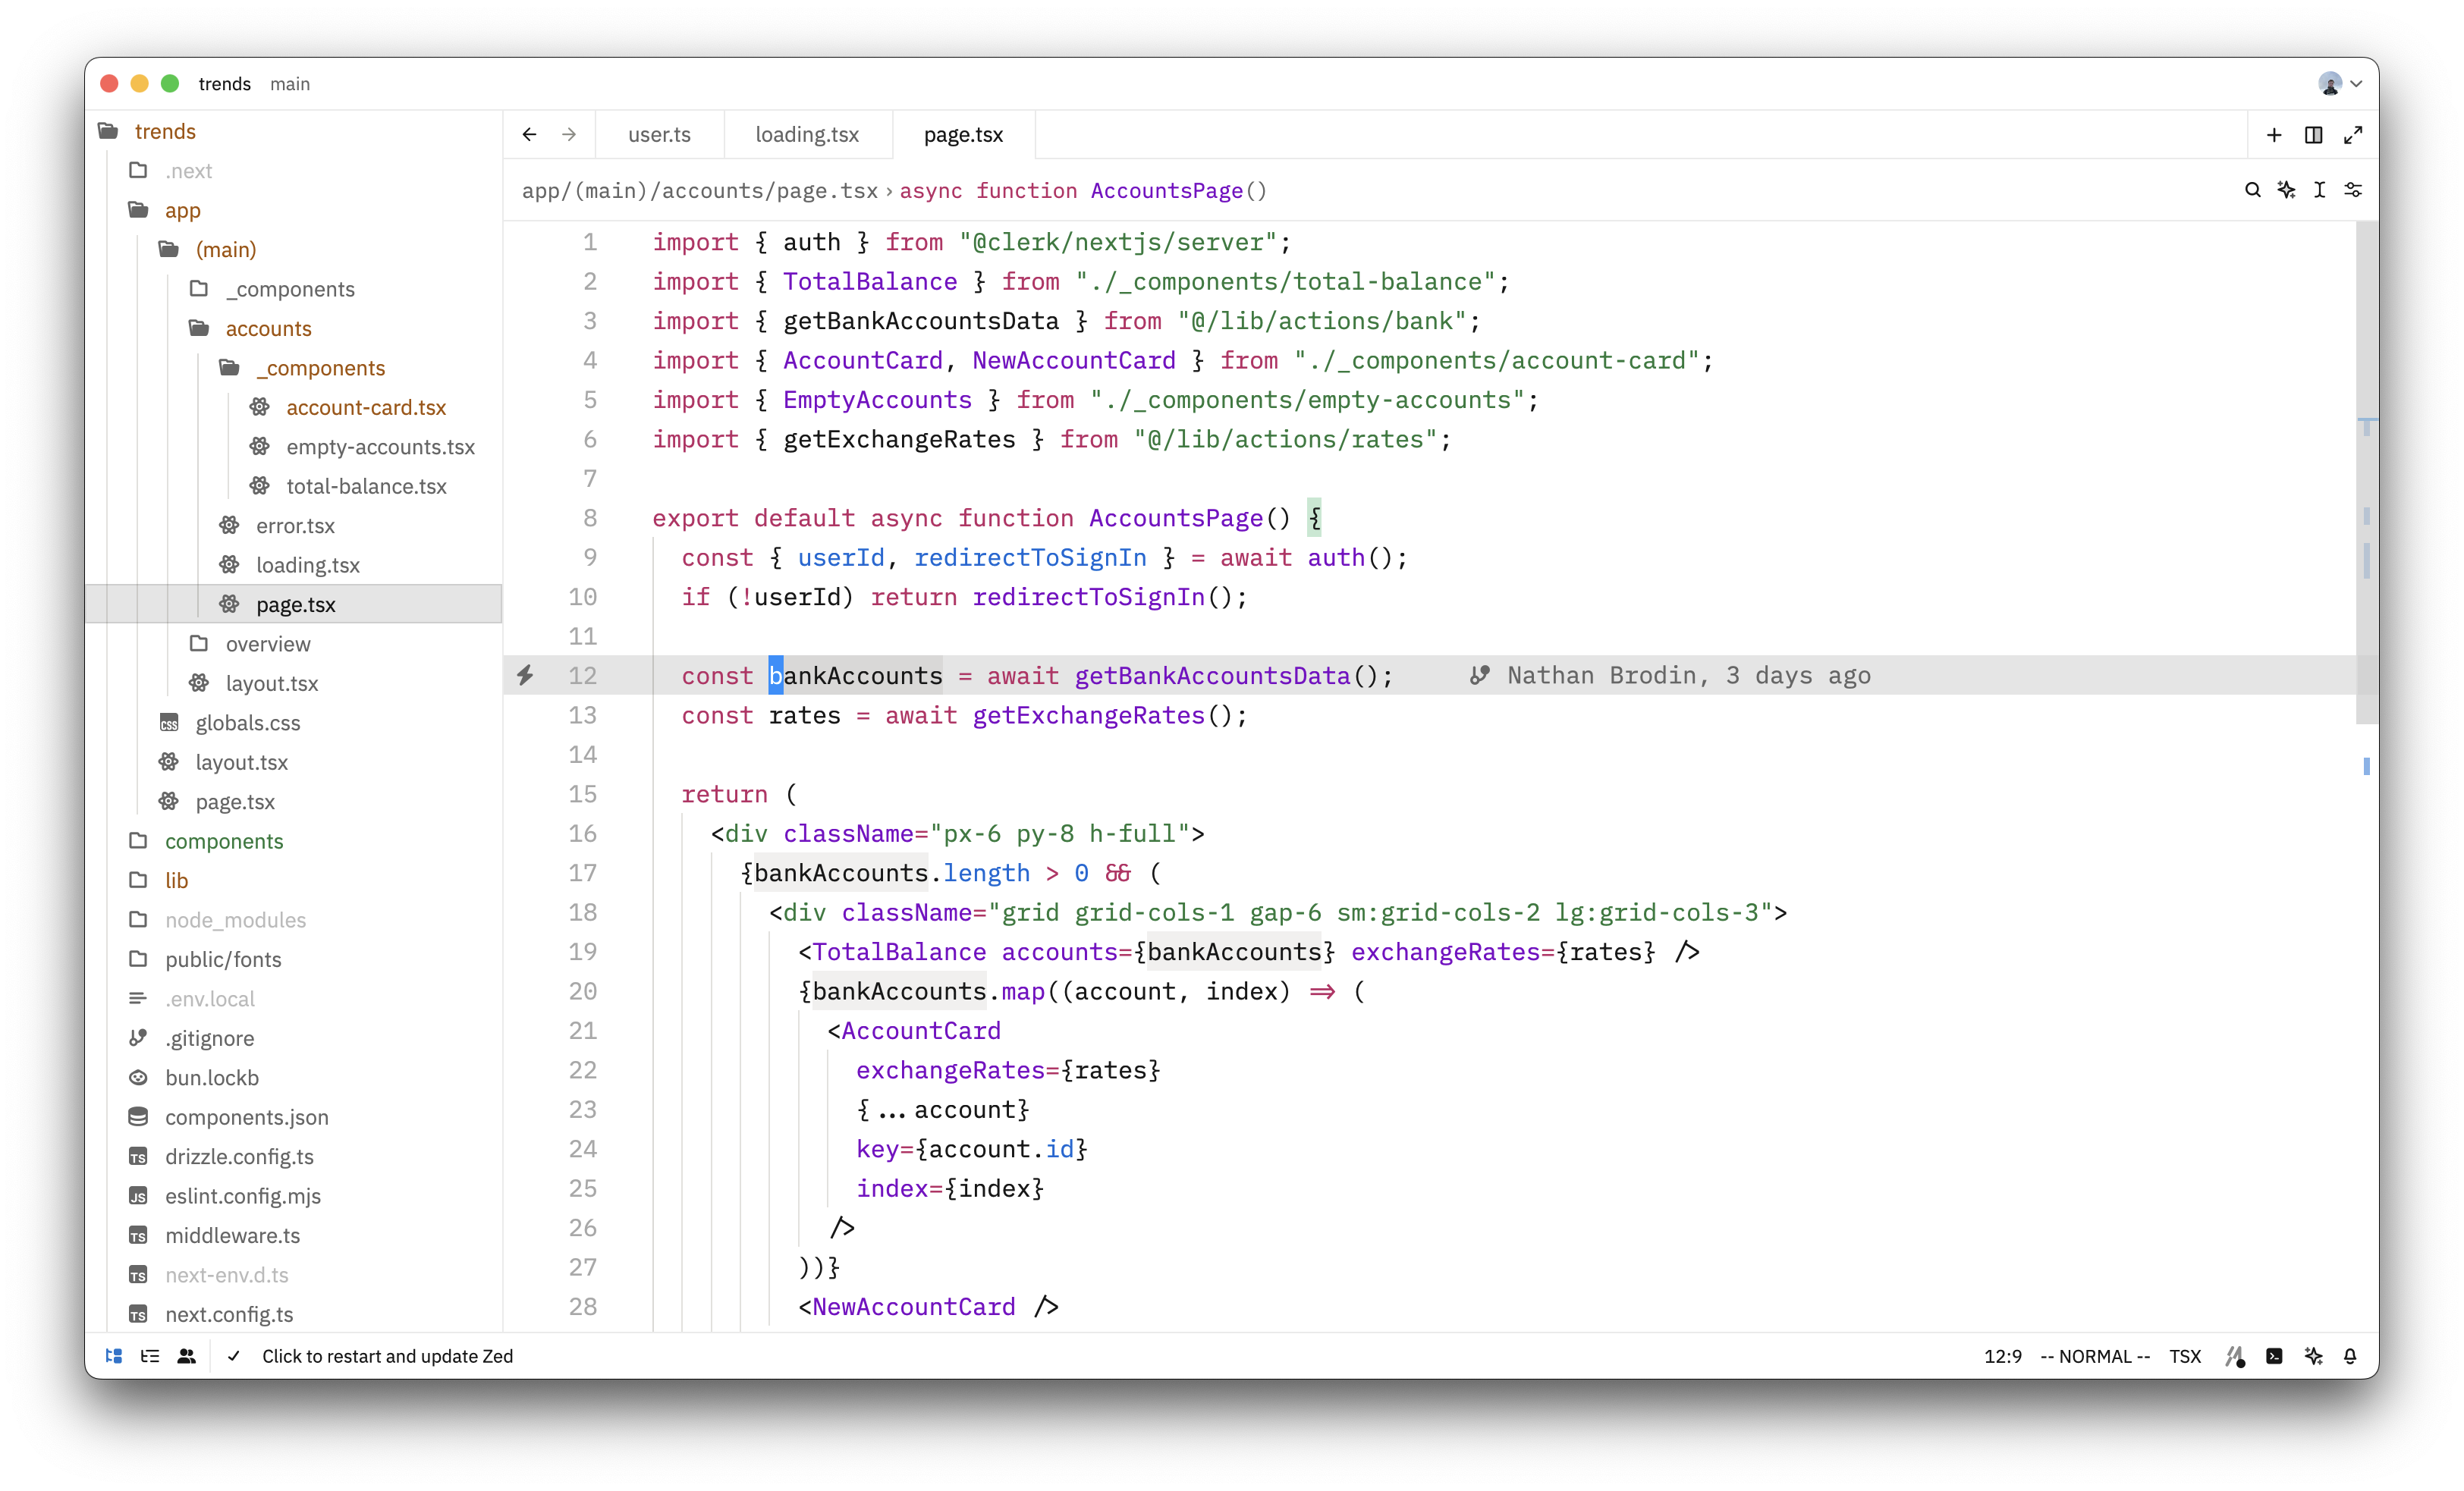 trends main
trends
.next
app
(main)
_components
accounts
_components
account-card.tsx
empty-accounts.tsx
total-balance.tsx
error.tsx
loading.tsx
page.tsx
overview
layout.tsx
globals.css
layout.tsx
page.tsx
components
lib
node_modules
public/fonts
.env.local
.gitignore
bun.lockb
components.json
drizzle.config.ts
eslint.config.mjs
middleware.ts
next-env.d.ts
next.config.ts
user.ts loading.tsx page.tsx
app/(main)/accounts/page.tsx › async function AccountsPage()
1 import { auth } from "@clerk/nextjs/server";
2 import { TotalBalance } from "./_components/total-balance";
3 import { getBankAccountsData } from "@/lib/actions/bank";
4 import { AccountCard, NewAccountCard } from "./_components/account-card";
5 import { EmptyAccounts } from "./_components/empty-accounts";
6 import { getExchangeRates } from "@/lib/actions/rates";
7
8 export default async function AccountsPage() {
9 const { userId, redirectToSignIn } = await auth();
10 if (!userId) return redirectToSignIn();
11
12 const bankAccounts = await getBankAccountsData(); Nathan Brodin, 3 days ago
13 const rates = await getExchangeRates();
14
15 return (
16 <div className="px-6 py-8 h-full">
17 {bankAccounts.length > 0 && (
18 <div className="grid grid-cols-1 gap-6 sm:grid-cols-2 lg:grid-cols-3">
19 <TotalBalance accounts={bankAccounts} exchangeRates={rates} />
20 {bankAccounts.map((account, index) => (
21 <AccountCard
22 exchangeRates={rates}
23 {...account}
24 key={account.id}
25 index={index}
26 />
27 ))}
28 <NewAccountCard />
Click to restart and update Zed
12:9 -- NORMAL -- TSX